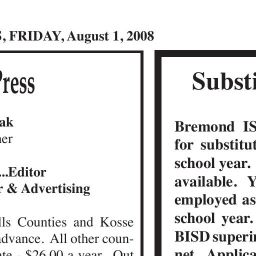 S, FRIDAY, August 1, 2008
Press
ak
ner
...Editor
r & Advertising
lls Counties and Kosse
advance. All other coun-
ate - $26.00 a year. Out
Substi
Bremond IS
for substitut
school year.
available. Y
employed as
school year.
BISD superin
net. Applica